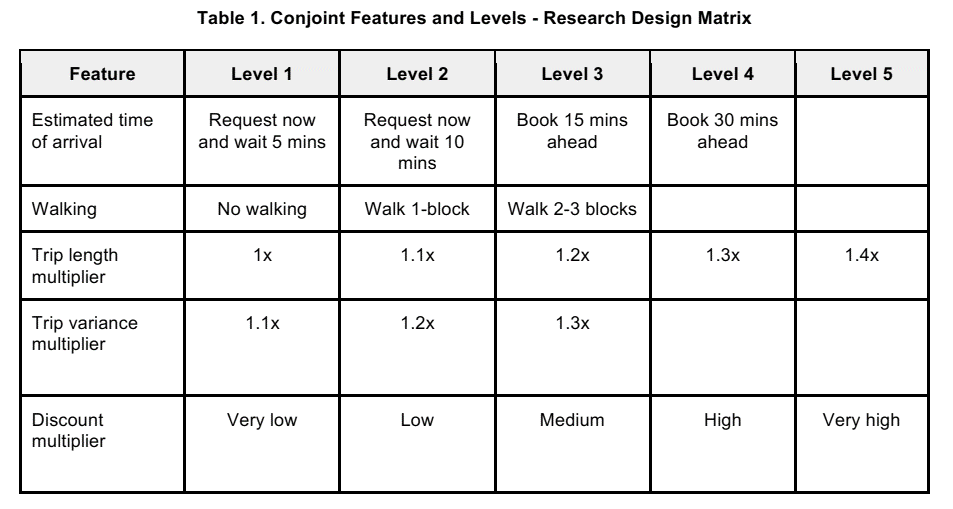 Table 1. Conjoint Features and Levels - Research Design Matrix
Feature Level 1 Level 2 Level 3 Level 4 Level 5
Estimated time of arrival Request now and wait 5 mins Request now and wait 10 mins Book 15 mins ahead Book 30 mins ahead
Walking No walking Walk 1-block Walk 2-3 blocks
Trip length multiplier 1x 1.1x 1.2x 1.3x 1.4x
Trip variance multiplier 1.1x 1.2x 1.3x
Discount multiplier Very low Low Medium High Very high